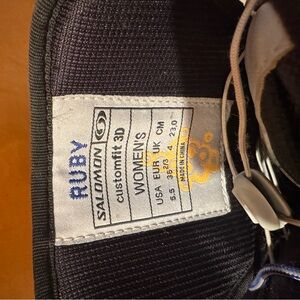 RUBY
SALOMON
customfit 3D
WOMEN'S
USA EUR UK CM
5.5 36 2/3 4 23,0
MADE IN CHINA